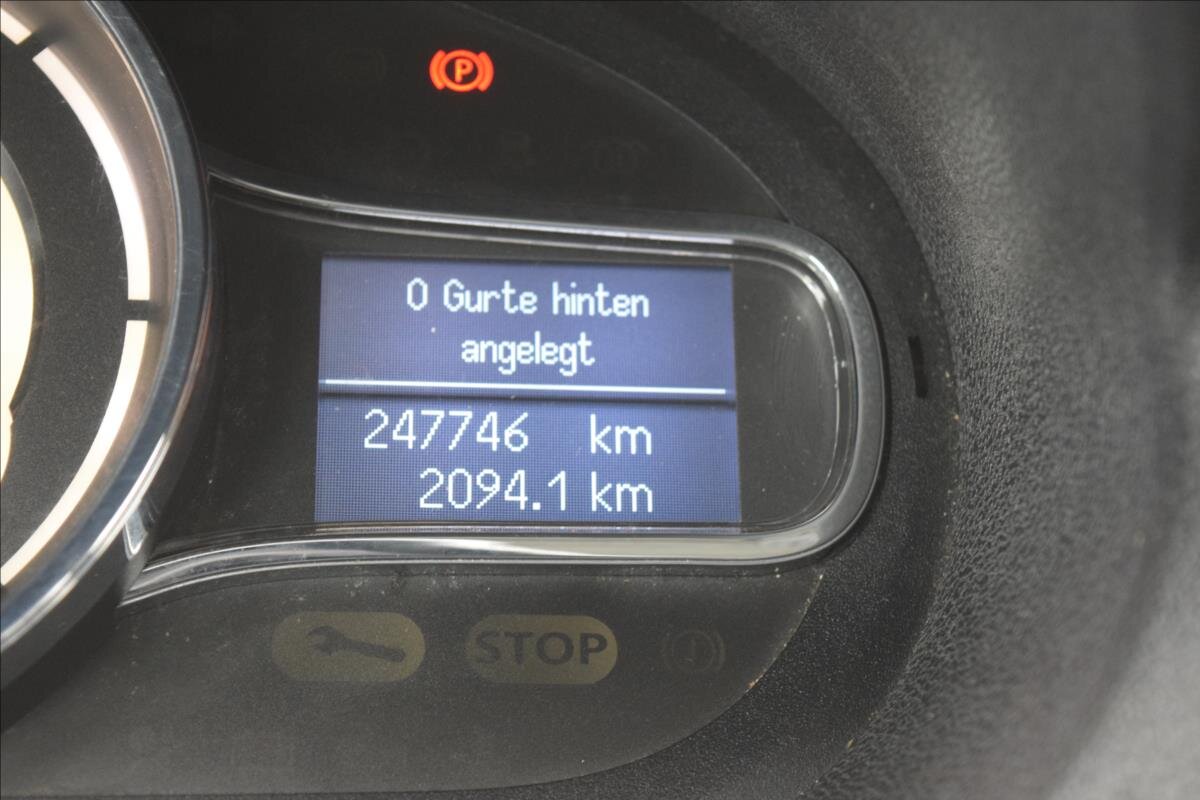 P
0 Gurte hinten
angelegt
247746 km
2094.1 km
STOP